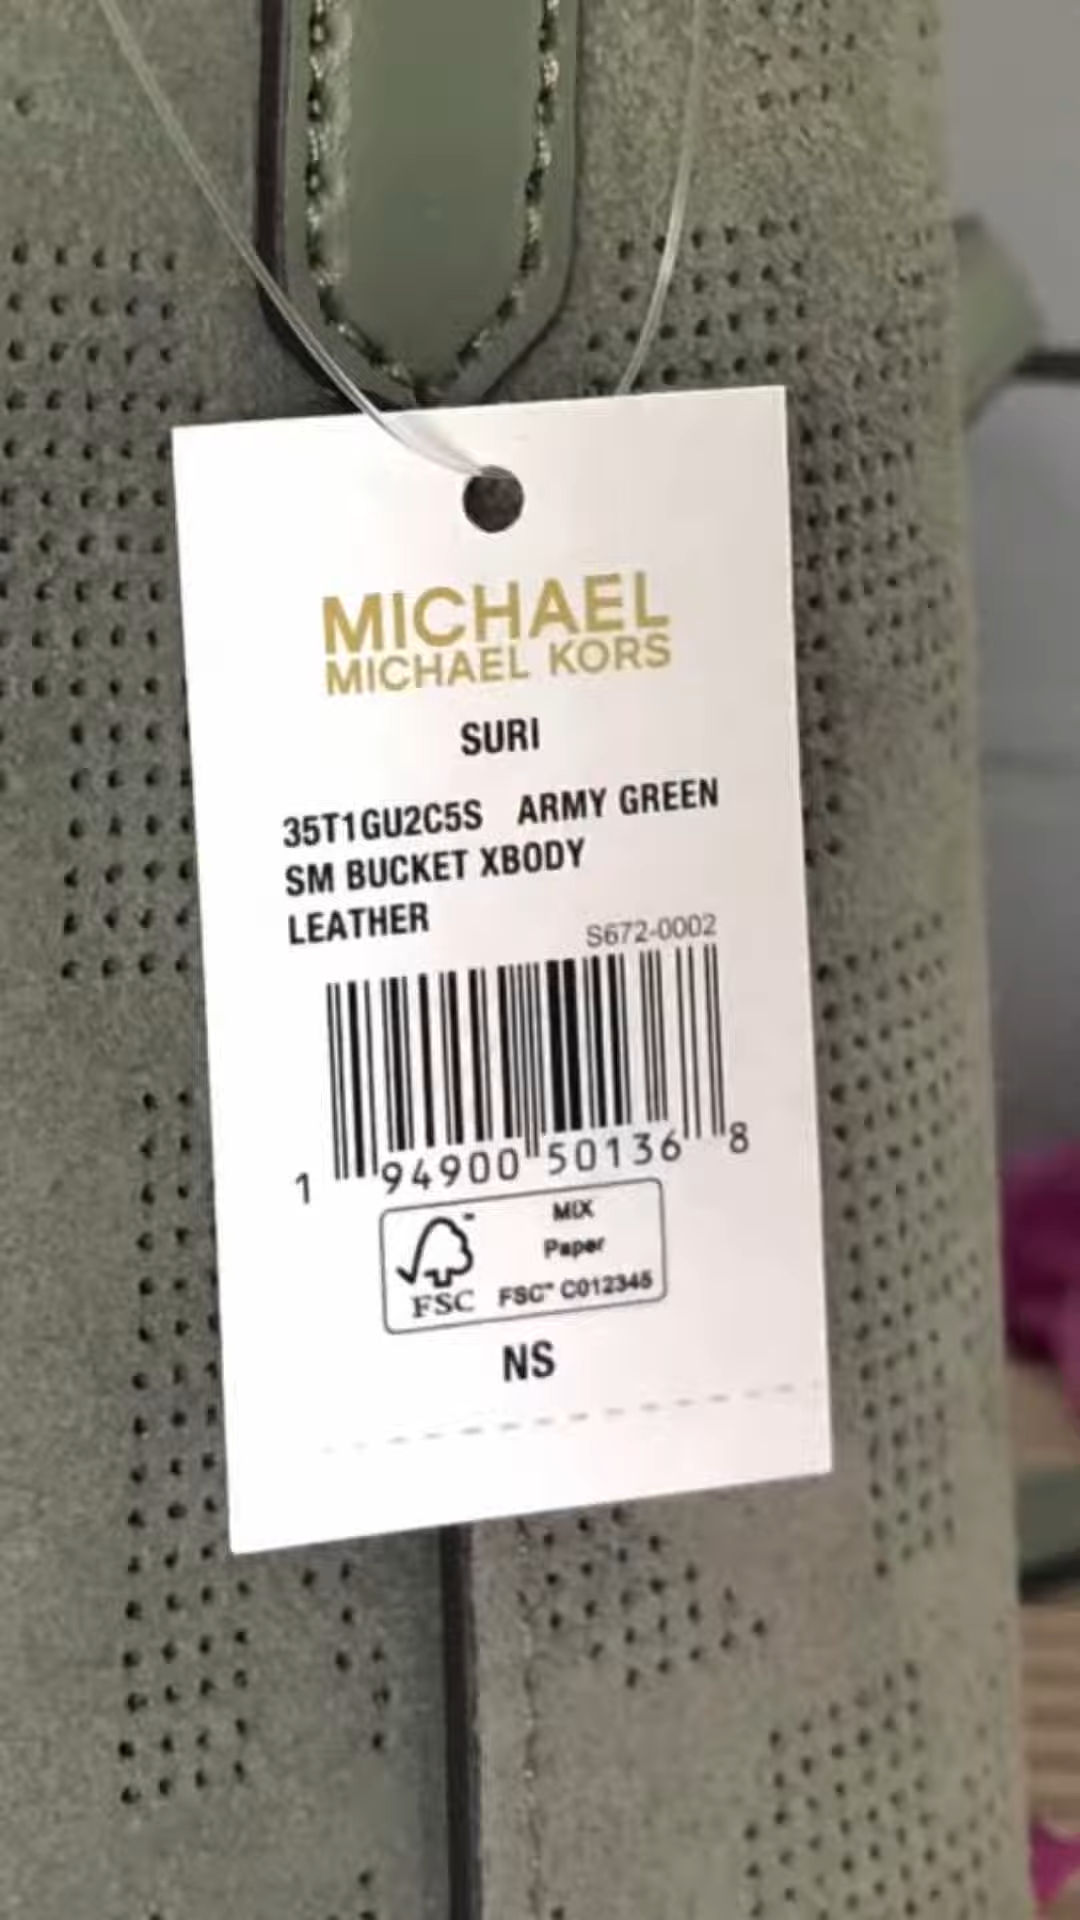 MICHAEL
MICHAEL KORS
SURI
35T1GU2C5S ARMY GREEN
SM BUCKET XBODY
LEATHER
S672-0002
1 94900 50136 8
MIX
Paper
FSC™ C012345
FSC
NS